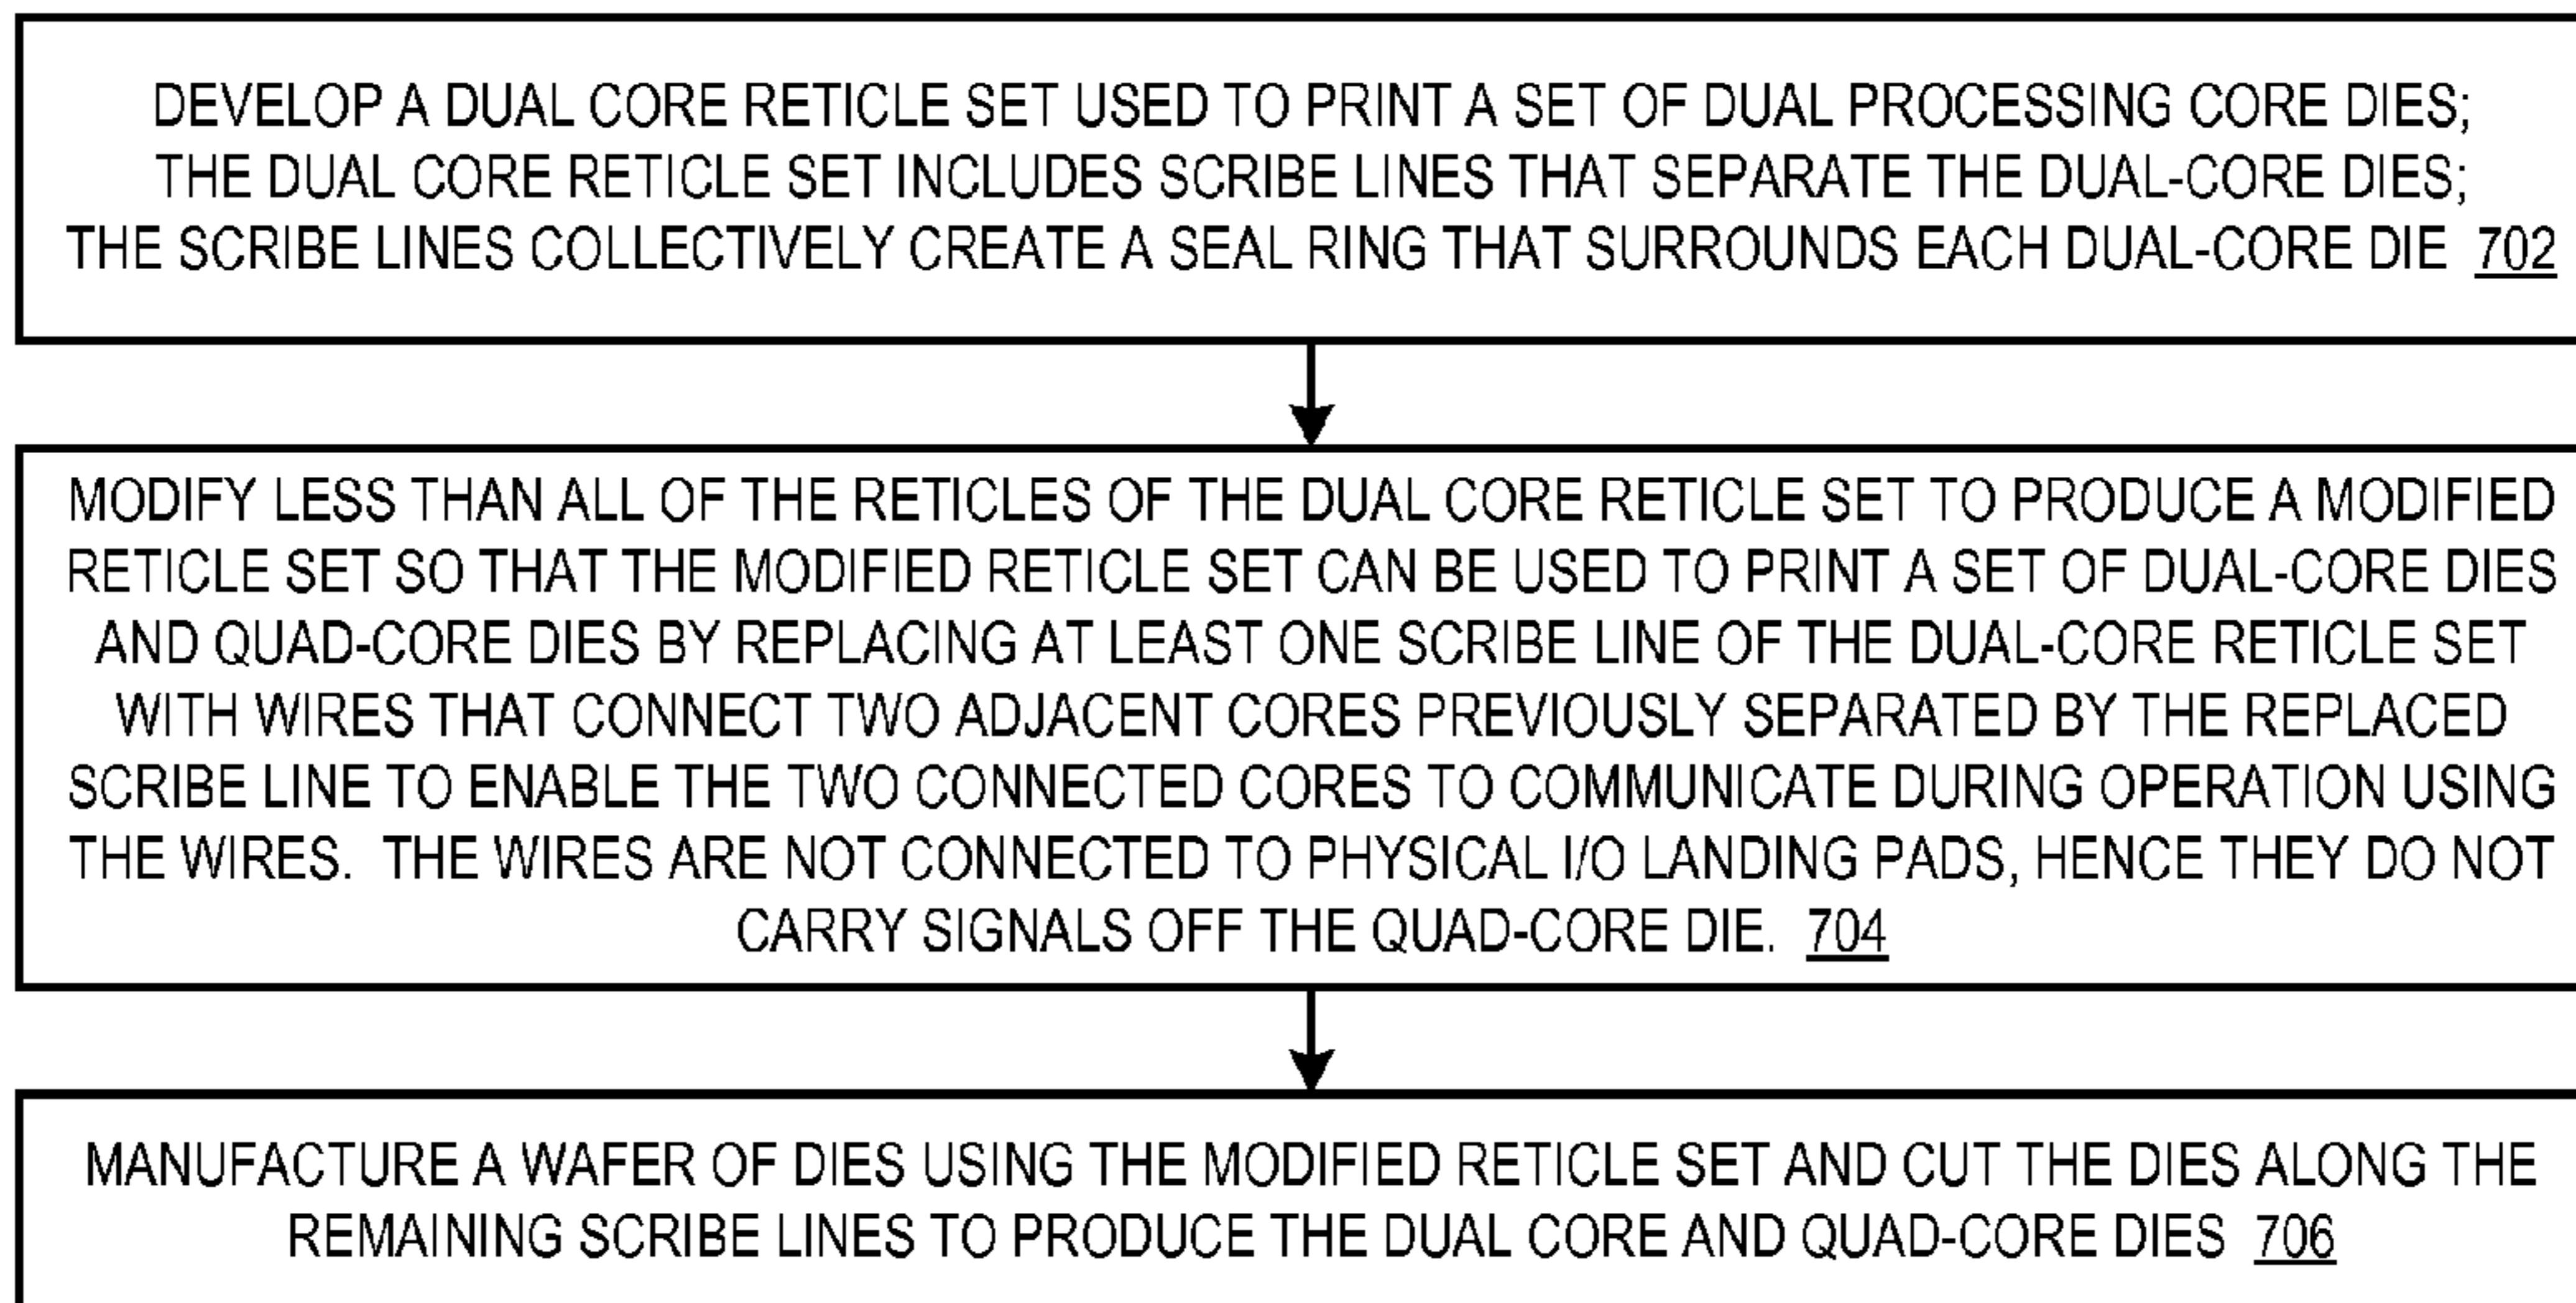 DEVELOP A DUAL CORE RETICLE SET USED TO PRINT A SET OF DUAL PROCESSING CORE DIES;
THE DUAL CORE RETICLE SET INCLUDES SCRIBE LINES THAT SEPARATE THE DUAL-CORE DIES;
THE SCRIBE LINES COLLECTIVELY CREATE A SEAL RING THAT SURROUNDS EACH DUAL-CORE DIE 702
MODIFY LESS THAN ALL OF THE RETICLES OF THE DUAL CORE RETICLE SET TO PRODUCE A MODIFIED
RETICLE SET SO THAT THE MODIFIED RETICLE SET CAN BE USED TO PRINT A SET OF DUAL-CORE DIES
AND QUAD-CORE DIES BY REPLACING AT LEAST ONE SCRIBE LINE OF THE DUAL-CORE RETICLE SET
WITH WIRES THAT CONNECT TWO ADJACENT CORES PREVIOUSLY SEPARATED BY THE REPLACED
SCRIBE LINE TO ENABLE THE TWO CONNECTED CORES TO COMMUNICATE DURING OPERATION USING
THE WIRES. THE WIRES ARE NOT CONNECTED TO PHYSICAL I/O LANDING PADS, HENCE THEY DO NOT
CARRY SIGNALS OFF THE QUAD-CORE DIE. 704
MANUFACTURE A WAFER OF DIES USING THE MODIFIED RETICLE SET AND CUT THE DIES ALONG THE
REMAINING SCRIBE LINES TO PRODUCE THE DUAL CORE AND QUAD-CORE DIES 706